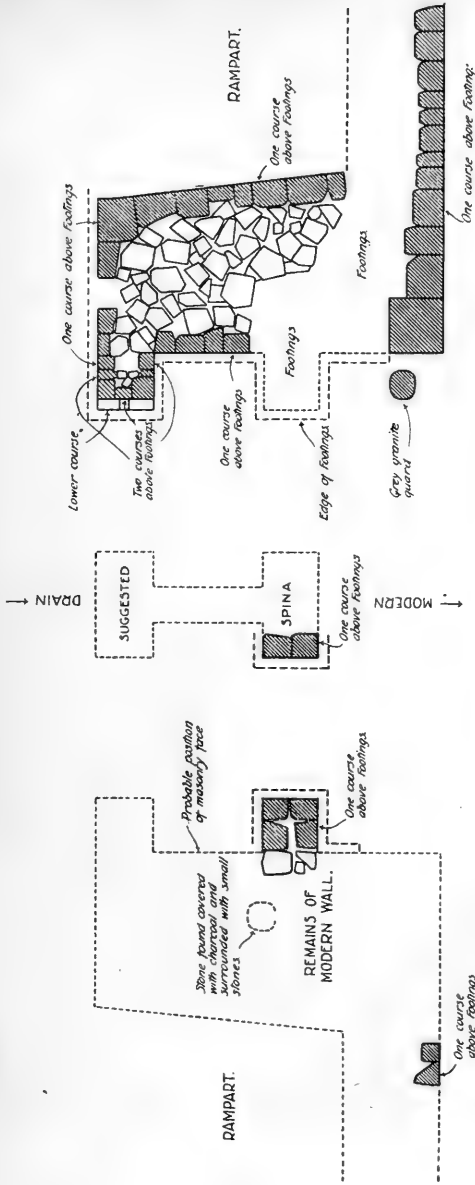 RAMPART.
One course
above Footings
One course above Footings
Lower course.
Two courses
above Footings
One course
above Footings
Footings
Footings
Edge of Footings
Grey granite
guard
One course above Footing:
DRAIN
SUGGESTED
SPINA
One course
above Footings
MODERN
Probable position
of masonry face
Stone found covered
with charcoal and
surrounded with small
stones
One course
above Footings
REMAINS OF
MODERN WALL.
RAMPART.
One course
above Footings